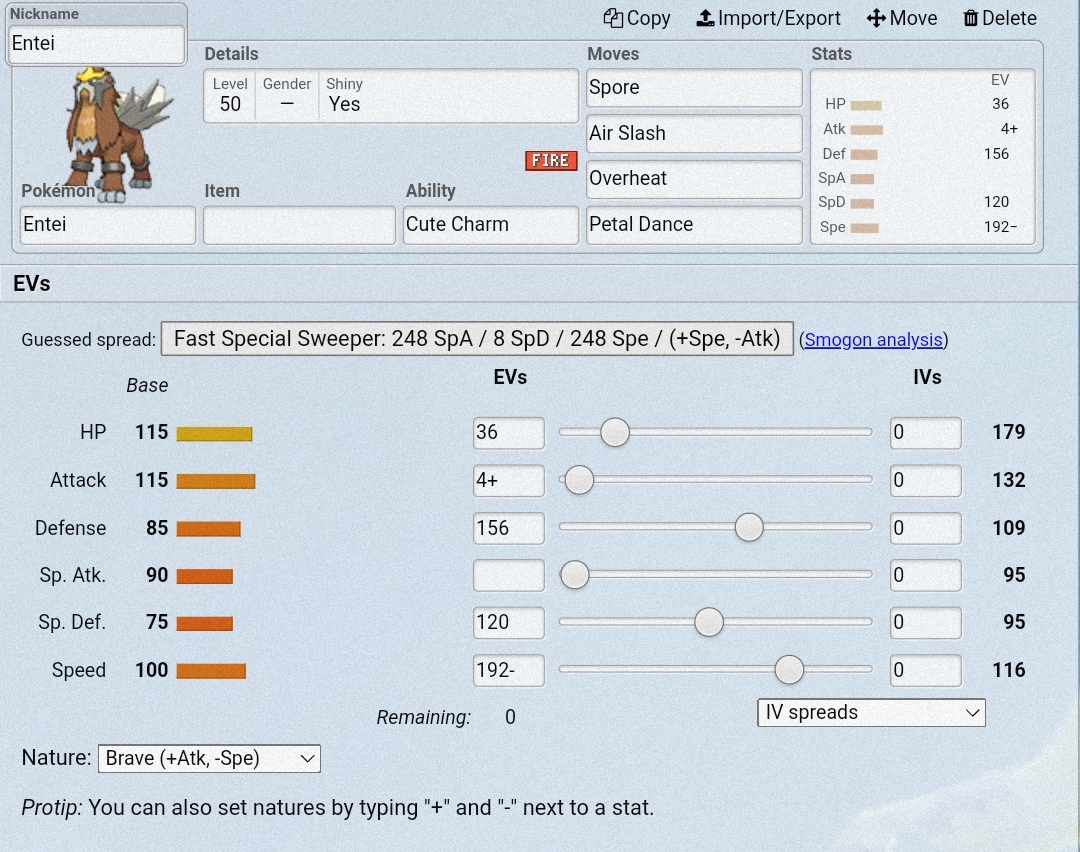 Nickname
Entei
Copy Import/Export Move Delete
Details
Level Gender Shiny
50 – Yes
FIRE
Pokémon Item Ability
Entei Cute Charm
Moves
Spore
Air Slash
Overheat
Petal Dance
Stats
EV
HP 36
Atk 4+
Def 156
SpA
SpD 120
Spe 192−
EVs
Guessed spread: Fast Special Sweeper: 248 SpA / 8 SpD / 248 Spe / (+Spe, -Atk) (Smogon analysis)
Base EVs IVs
HP 115 36 0 179
Attack 115 4+ 0 132
Defense 85 156 0 109
Sp. Atk. 90 0 95
Sp. Def. 75 120 0 95
Speed 100 192- 0 116
Remaining: 0 IV spreads
Nature: Brave (+Atk, -Spe)
Protip: You can also set natures by typing "+" and "-" next to a stat.